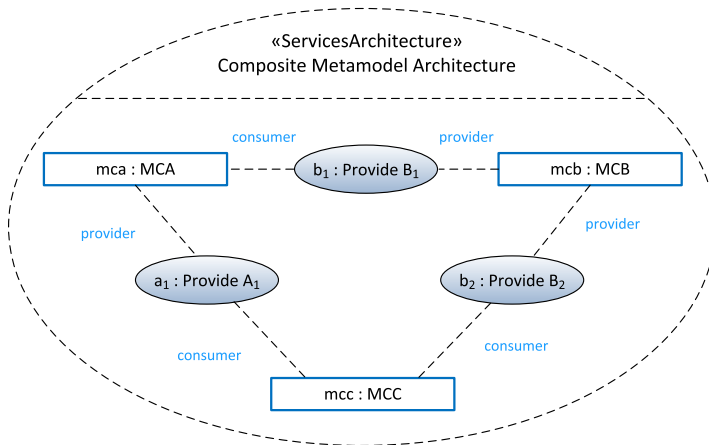 «ServicesArchitecture»
Composite Metamodel Architecture
consumer
provider
mca : MCA
b₁ : Provide B₁
mcb : MCB
provider
provider
a₁ : Provide A₁
b₂ : Provide B₂
consumer
consumer
mcc : MCC